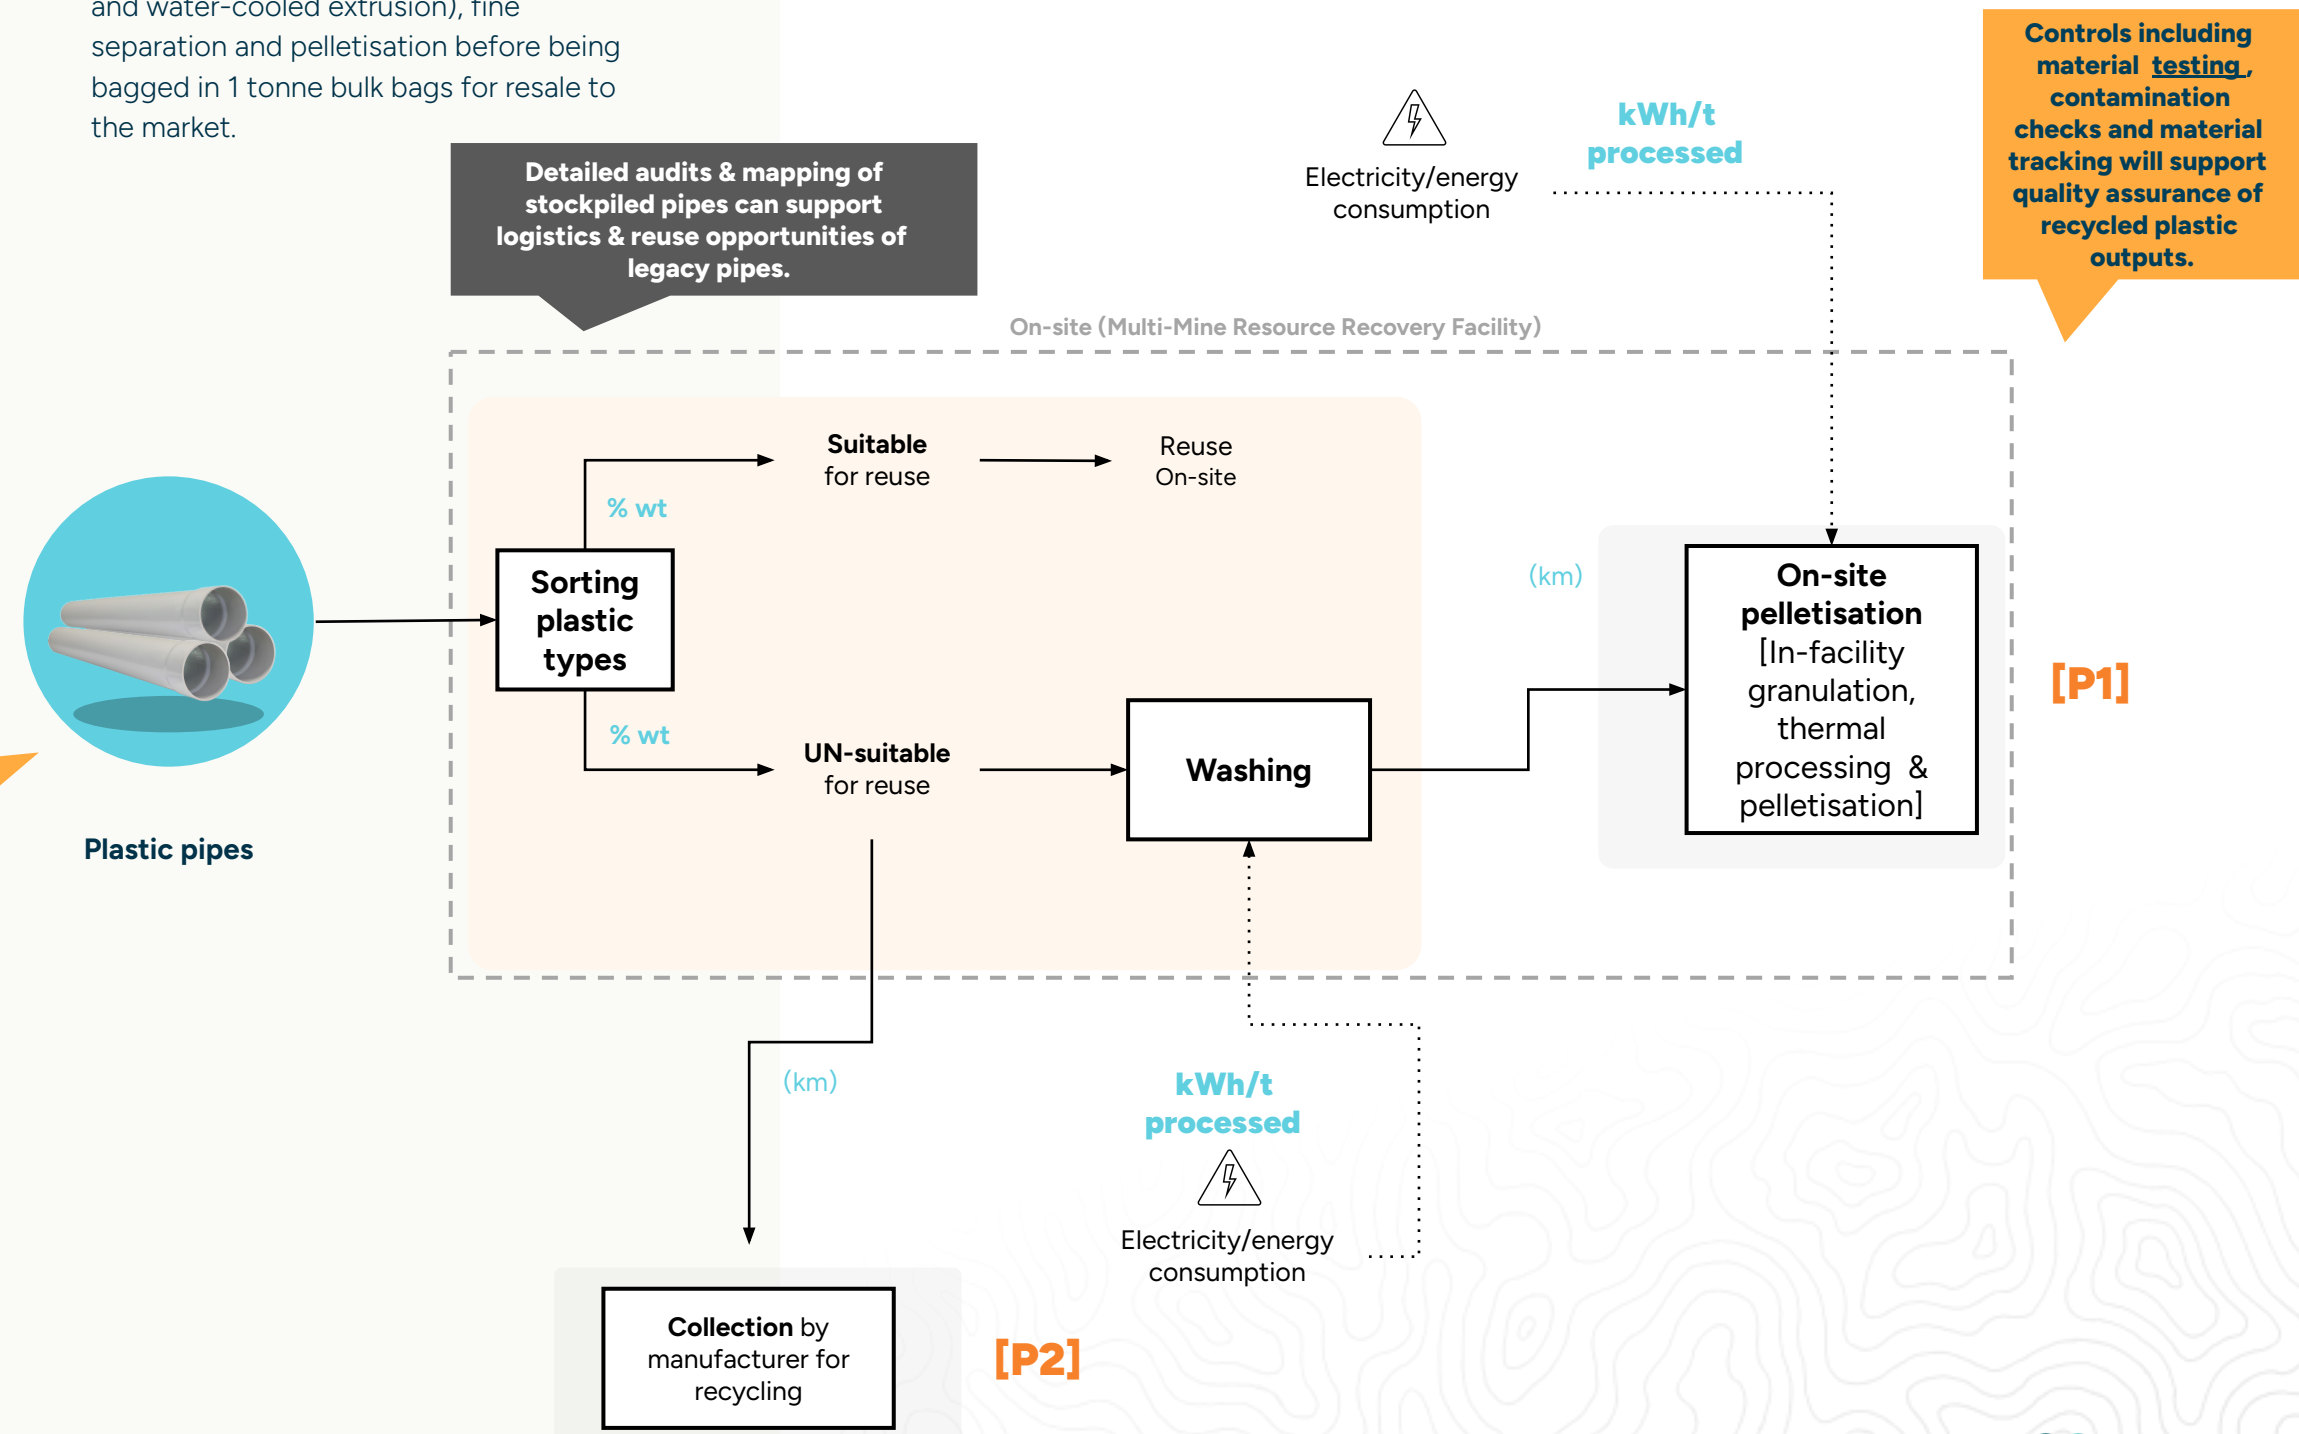 and water-cooled extrusion), fine
separation and pelletisation before being
bagged in 1 tonne bulk bags for resale to
the market.
Detailed audits & mapping of
stockpiled pipes can support
logistics & reuse opportunities of
legacy pipes.
Electricity/energy
consumption
kWh/t
processed
Controls including
material testing ,
contamination
checks and material
tracking will support
quality assurance of
recycled plastic
outputs.
On-site (Multi-Mine Resource Recovery Facility)
Suitable
for reuse
Reuse
On-site
% wt
Sorting
plastic
types
% wt
UN-suitable
for reuse
Washing
(km)
On-site
pelletisation
[In-facility
granulation,
thermal
processing &
pelletisation]
[P1]
Plastic pipes
(km)
kWh/t
processed
Electricity/energy
consumption
Collection by
manufacturer for
recycling
[P2]